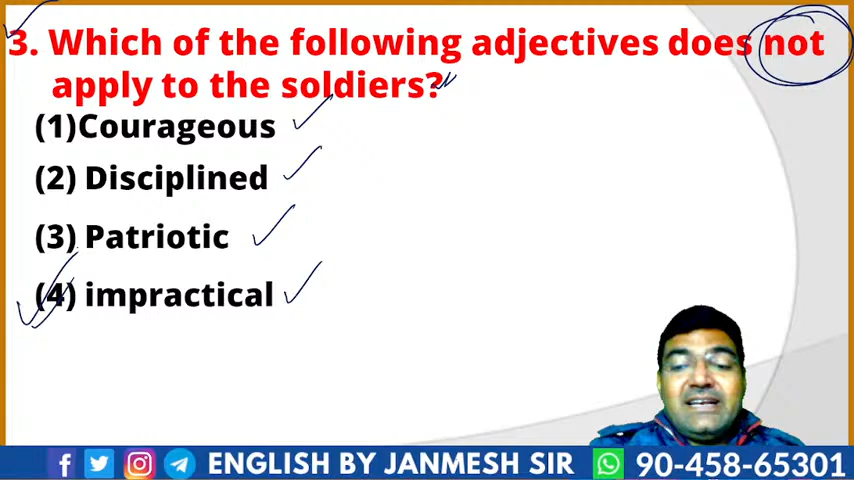 3. Which of the following adjectives does not
apply to the soldiers?
(1)Courageous
(2) Disciplined
(3) Patriotic
(4) impractical
ENGLISH BY JANMESH SIR 90-458-65301